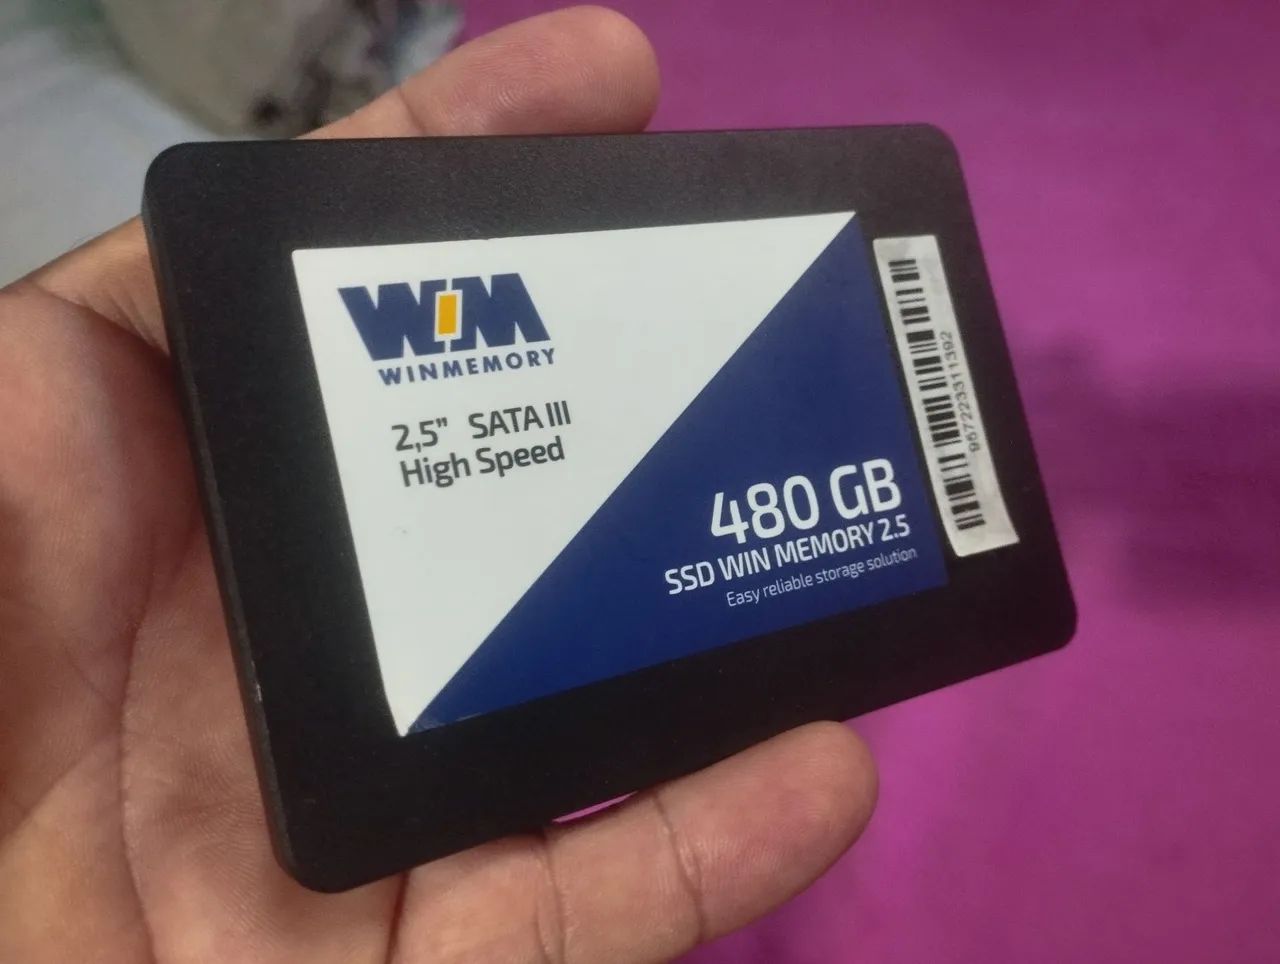 WIM
WINMEMORY
2,5" SATA III
High Speed
480 GB
SSD WIN MEMORY 2.5
Easy reliable storage solution
967223311392